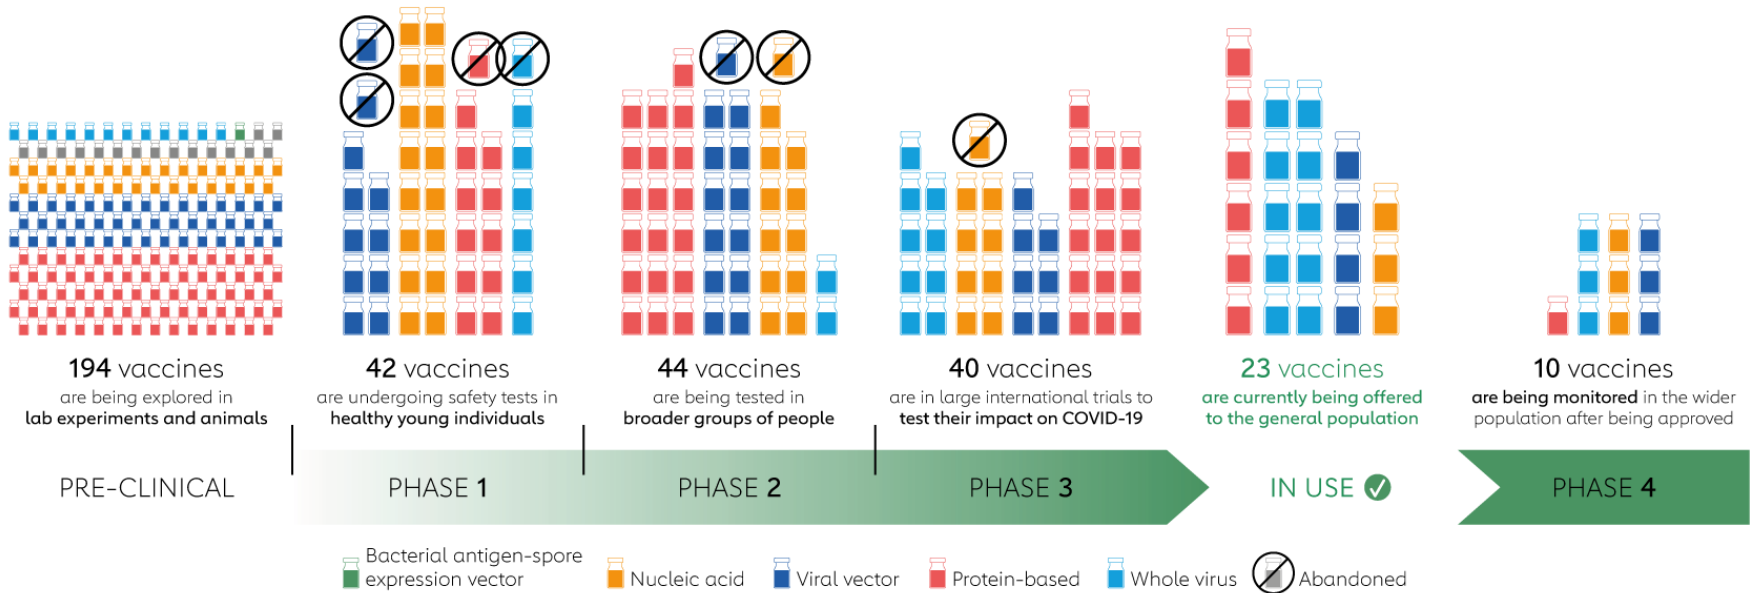 194 vaccines
are being explored in
lab experiments and animals
42 vaccines
are undergoing safety tests in
healthy young individuals
44 vaccines
are being tested in
broader groups of people
40 vaccines
are in large international trials to
test their impact on COVID-19
23 vaccines
are currently being offered
to the general population
10 vaccines
are being monitored in the wider
population after being approved
PRE-CLINICAL
PHASE 1
PHASE 2
PHASE 3
IN USE
PHASE 4
Bacterial antigen-spore
expression vector
Nucleic acid
Viral vector
Protein-based
Whole virus
Abandoned